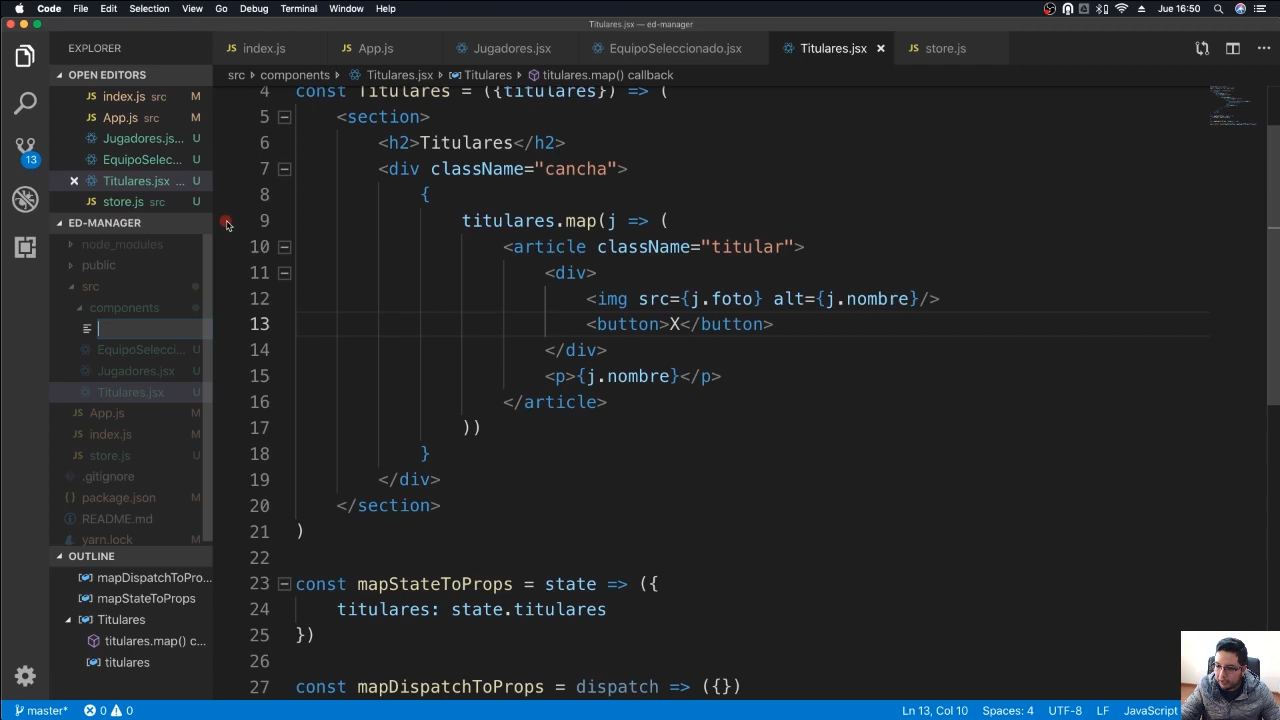 Code File Edit Selection View Go Debug Terminal Window Help Jue 16:50
Titulares.jsx — ed-manager
EXPLORER
index.js App.js Jugadores.jsx EquipoSeleccionado.jsx Titulares.jsx store.js
OPEN EDITORS
src › components › Titulares.jsx › Titulares › titulares.map() callback
index.js src M
App.js src M
Jugadores.js... U
EquipoSelec... U
Titulares.jsx ... U
store.js src U
ED-MANAGER
node_modules
public
src
components
EquipoSelecci... U
Jugadores.jsx U
Titulares.jsx U
App.js M
index.js M
store.js U
.gitignore
package.json M
README.md
yarn.lock M
OUTLINE
mapDispatchToPro...
mapStateToProps
Titulares
titulares.map() c...
titulares
13
4 const Titulares = ({titulares}) => (
5 <section>
6 <h2>Titulares</h2>
7 <div className="cancha">
8 {
9 titulares.map(j => (
10 <article className="titular">
11 <div>
12 <img src={j.foto} alt={j.nombre}/>
13 <button>X</button>
14 </div>
15 <p>{j.nombre}</p>
16 </article>
17 ))
18 }
19 </div>
20 </section>
21 )
22
23 const mapStateToProps = state => ({
24 titulares: state.titulares
25 })
26
27 const mapDispatchToProps = dispatch => ({})
master* 0 0 Ln 13, Col 10 Spaces: 4 UTF-8 LF JavaScript